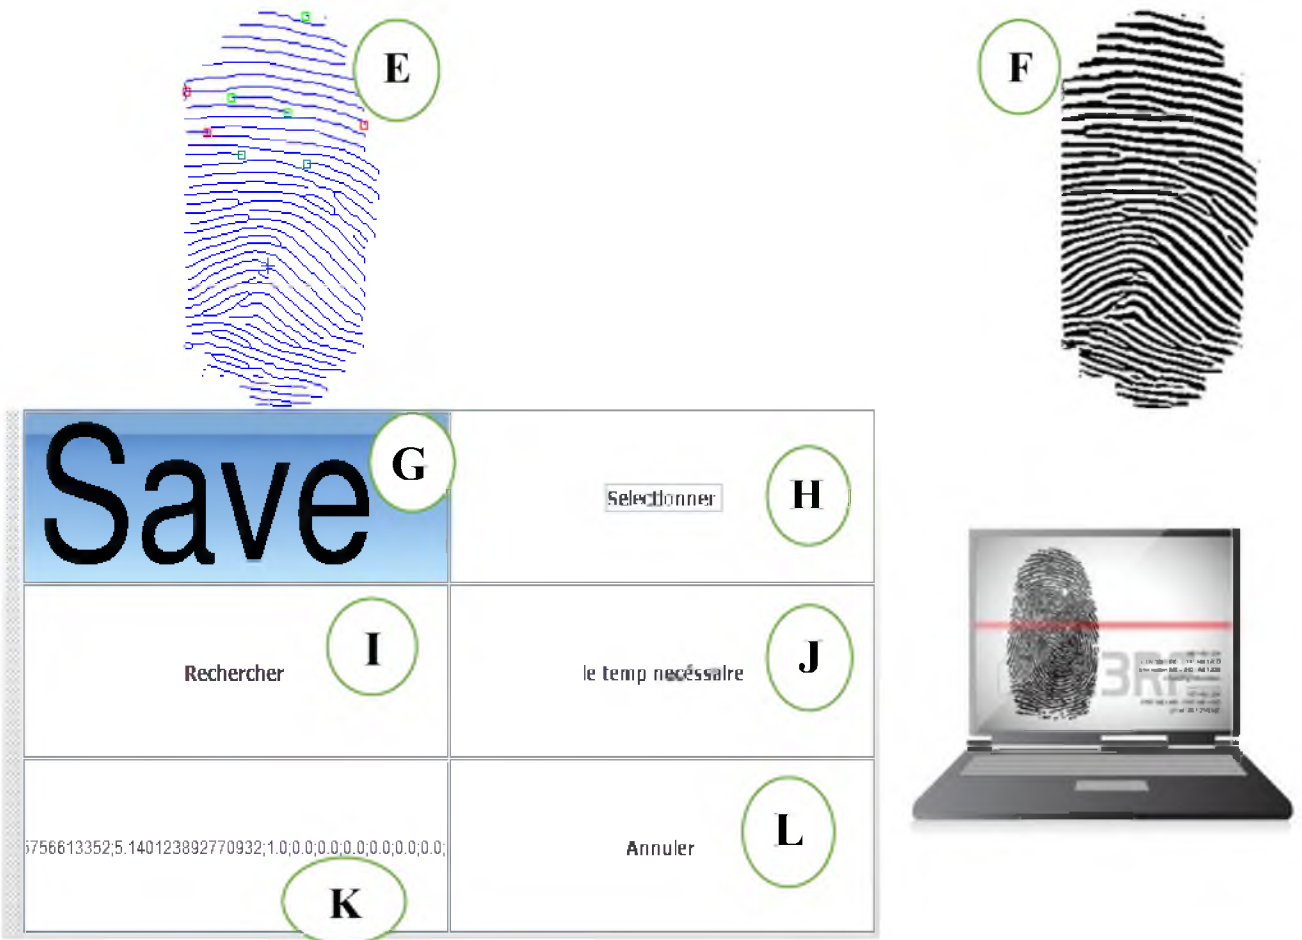 E
F
Save
G
Selectionner
H
Rechercher
I
le temp necéssaire
J
5756613352;5.140123892770932;1.0;0.0;0.0;0.0;0.0;0.0;0.0;
K
Annuler
L
3RF